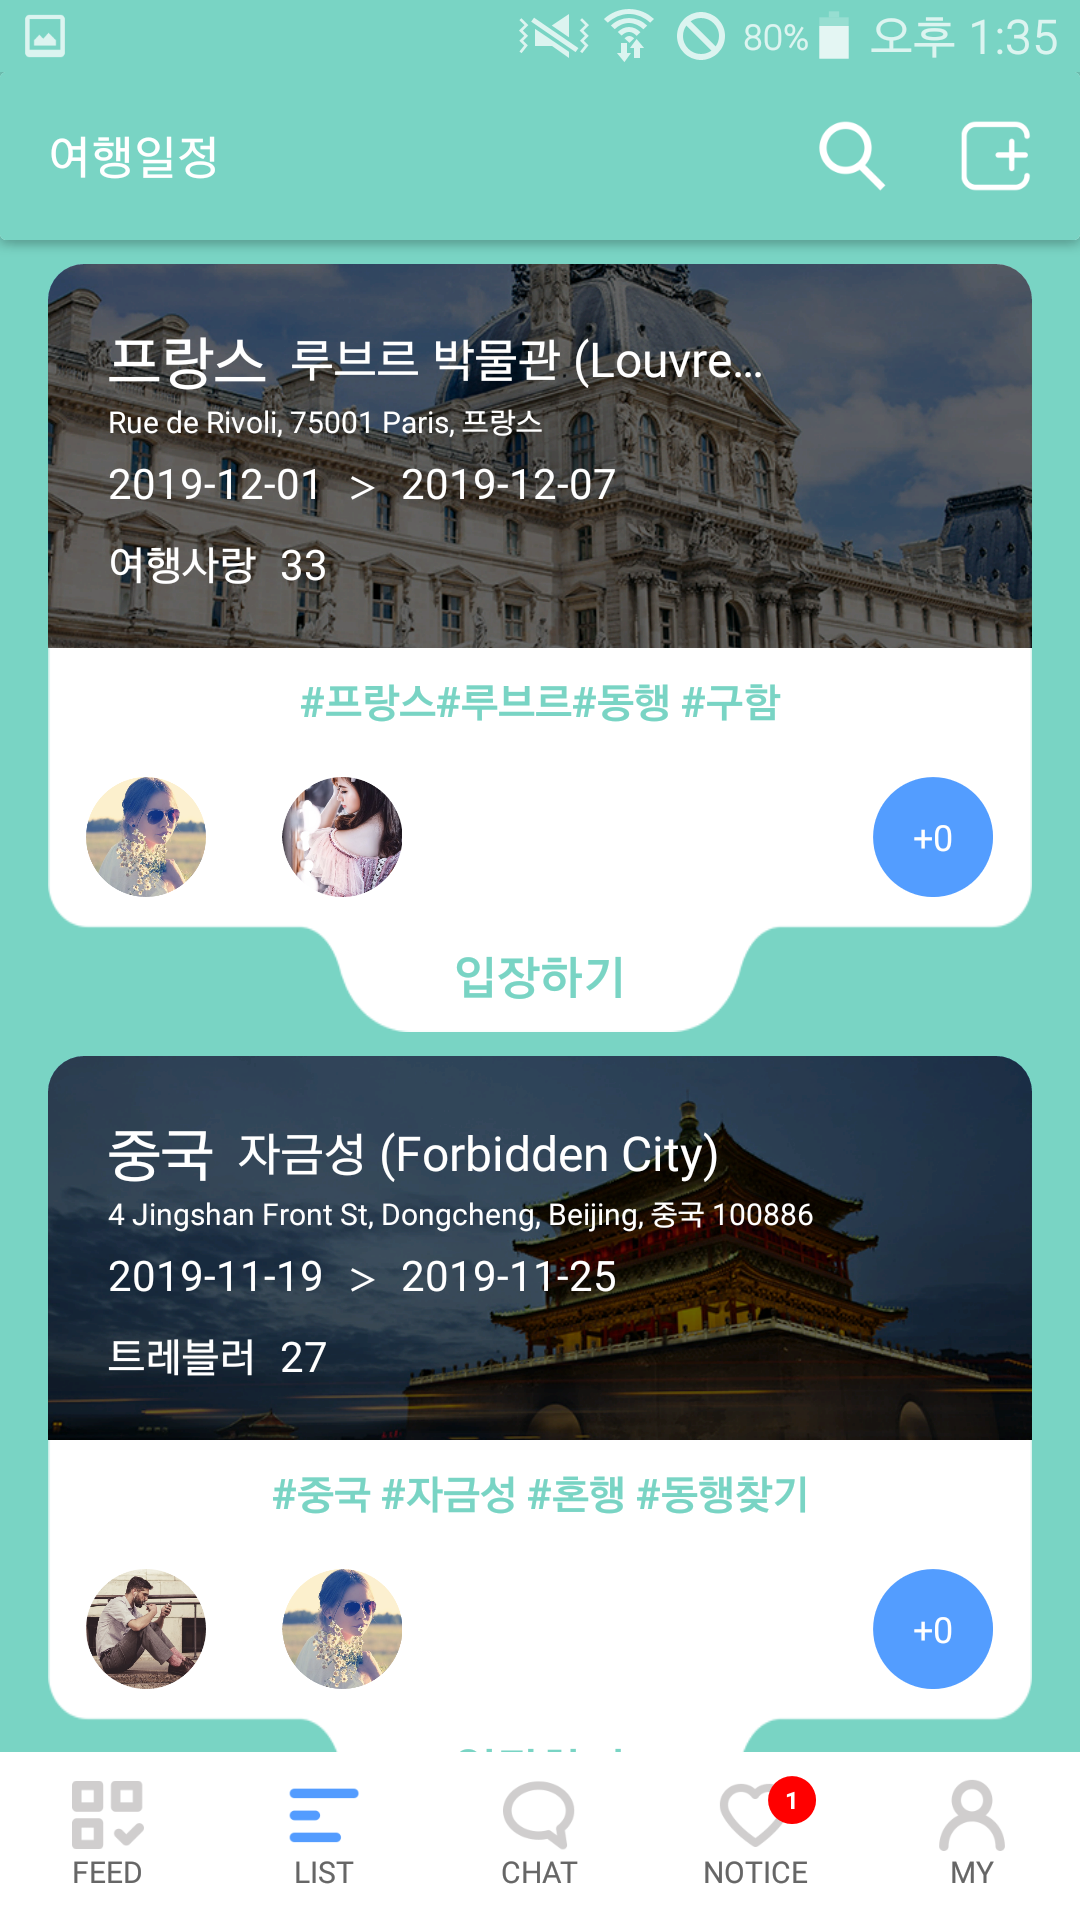 80% 오후 1:35
여행일정
프랑스 루브르 박물관 (Louvre...
Rue de Rivoli, 75001 Paris, 프랑스
2019-12-01 > 2019-12-07
여행사랑 33
#프랑스#루브르#동행 #구함
+0
입장하기
중국 자금성 (Forbidden City)
4 Jingshan Front St, Dongcheng, Beijing, 중국 100886
2019-11-19 > 2019-11-25
트레블러 27
#중국 #자금성 #혼행 #동행찾기
+0
1
FEED LIST CHAT NOTICE MY